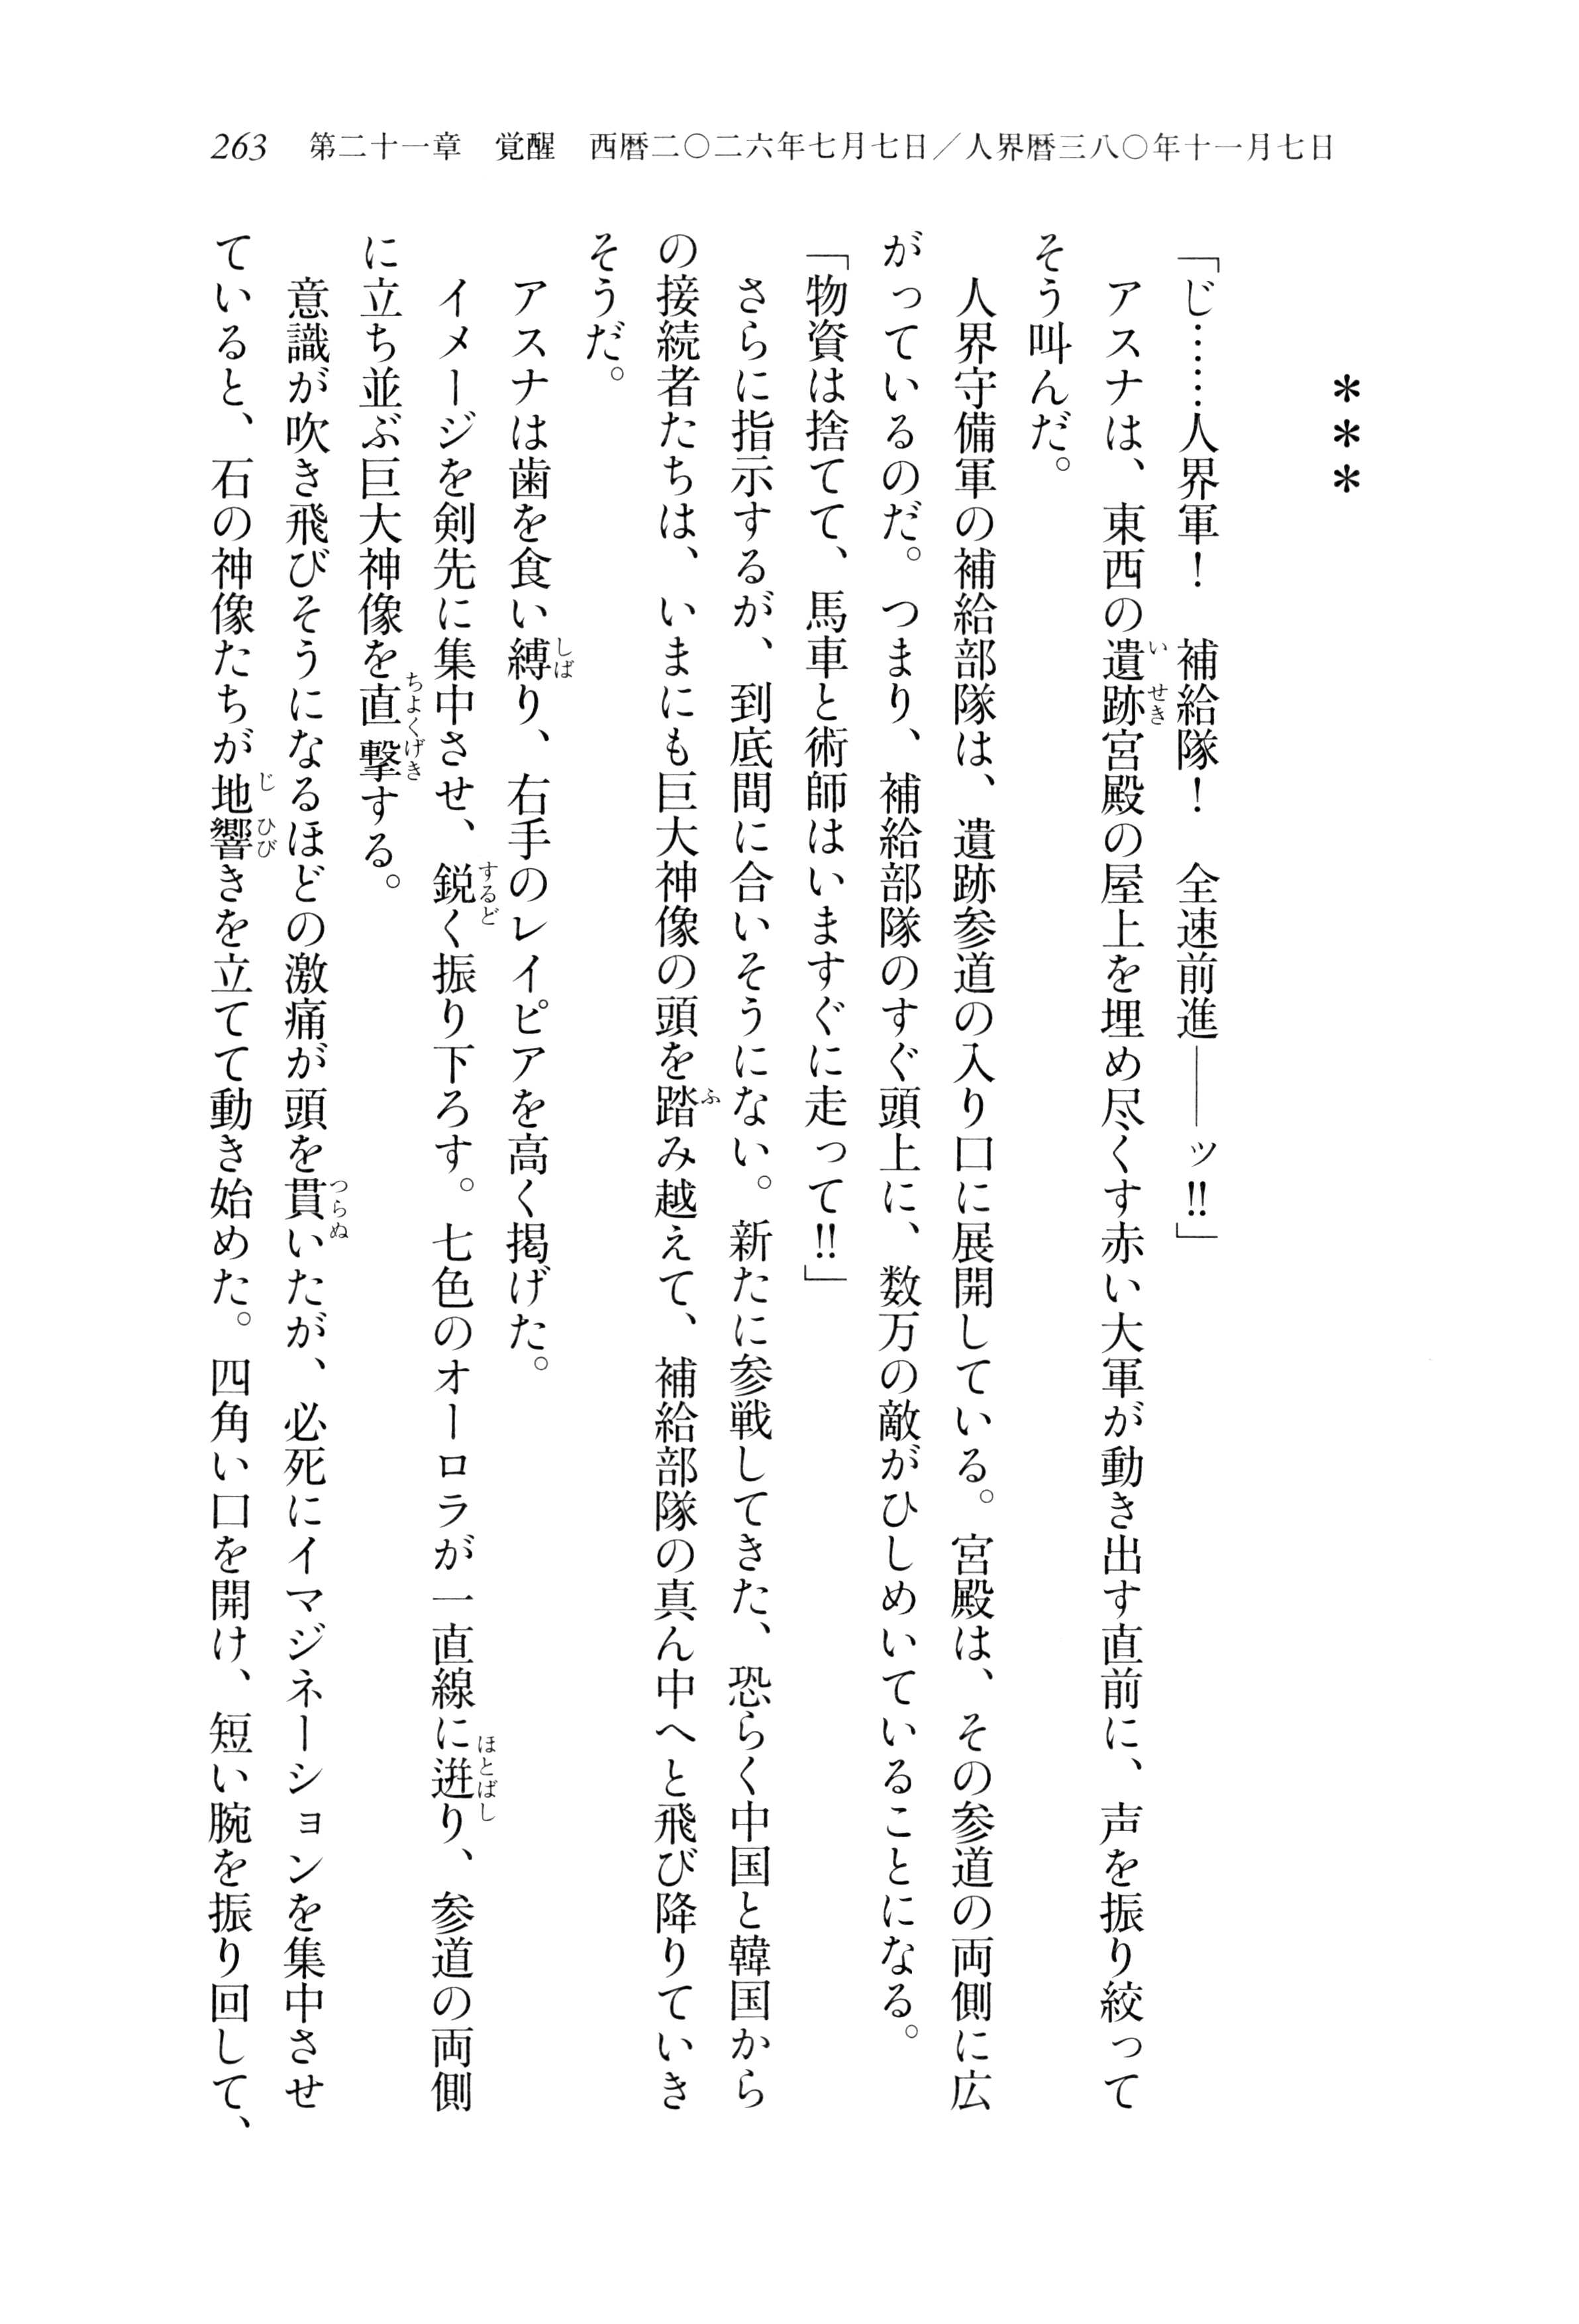 263 第二十一章 覚醒 西暦二〇二六年七月七日／人界暦三八〇年十一月七日
＊＊＊
「じ……人界軍！　補給隊！　全速前進――ッ!!」
　アスナは、東西の遺跡宮殿の屋上を埋め尽くす赤い大軍が動き出す直前に、声を振り絞って
そう叫んだ。
　人界守備軍の補給部隊は、遺跡参道の入り口に展開している。宮殿は、その参道の両側に広
がっているのだ。つまり、補給部隊のすぐ頭上に、数万の敵がひしめいていることになる。
「物資は捨てて、馬車と術師はいますぐに走って!!」
　さらに指示するが、到底間に合いそうにない。新たに参戦してきた、恐らく中国と韓国から
の接続者たちは、いまにも巨大神像の頭を踏み越えて、補給部隊の真ん中へと飛び降りていき
そうだ。
　アスナは歯を食い縛り、右手のレイピアを高く掲げた。
　イメージを剣先に集中させ、鋭く振り下ろす。七色のオーロラが一直線に迸り、参道の両側
に立ち並ぶ巨大神像を直撃する。
　意識が吹き飛びそうになるほどの激痛が頭を貫いたが、必死にイマジネーションを集中させ
ていると、石の神像たちが地響きを立てて動き始めた。四角い口を開け、短い腕を振り回して、